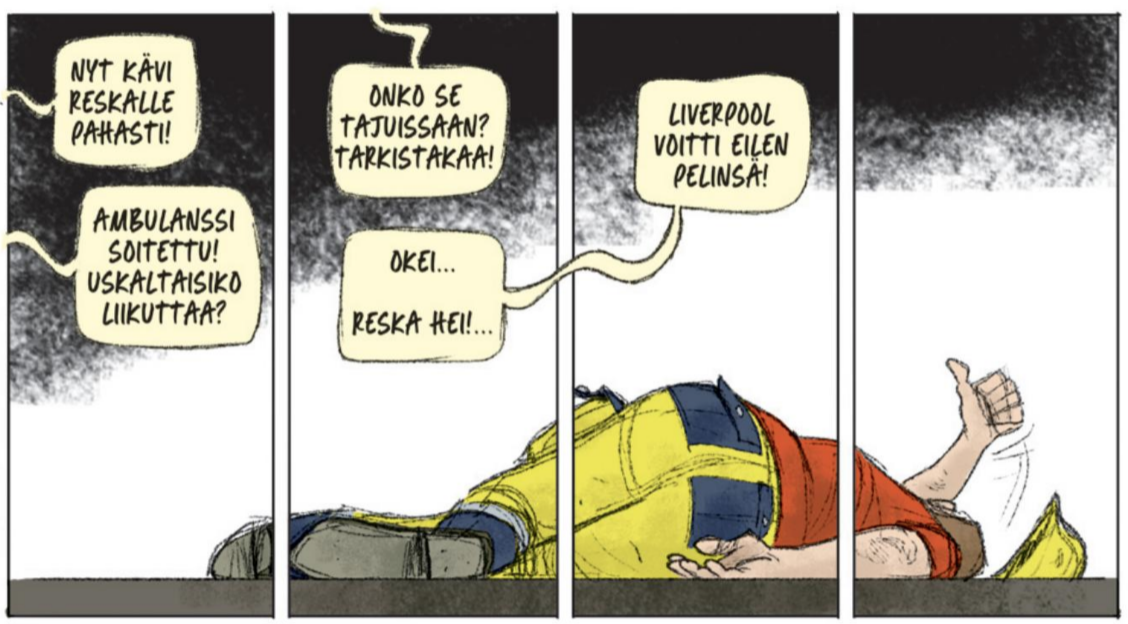 NYT KÄVI
RESKALLE
PAHASTI!
AMBULANSSI
SOITETTU!
USKALTAISIKO
LIIKUTTAA?
ONKO SE
TAJUISSAAN?
TARKISTAKAA!
OKEI...
RESKA HEI!...
LIVERPOOL
VOITTI EILEN
PELINSÄ!